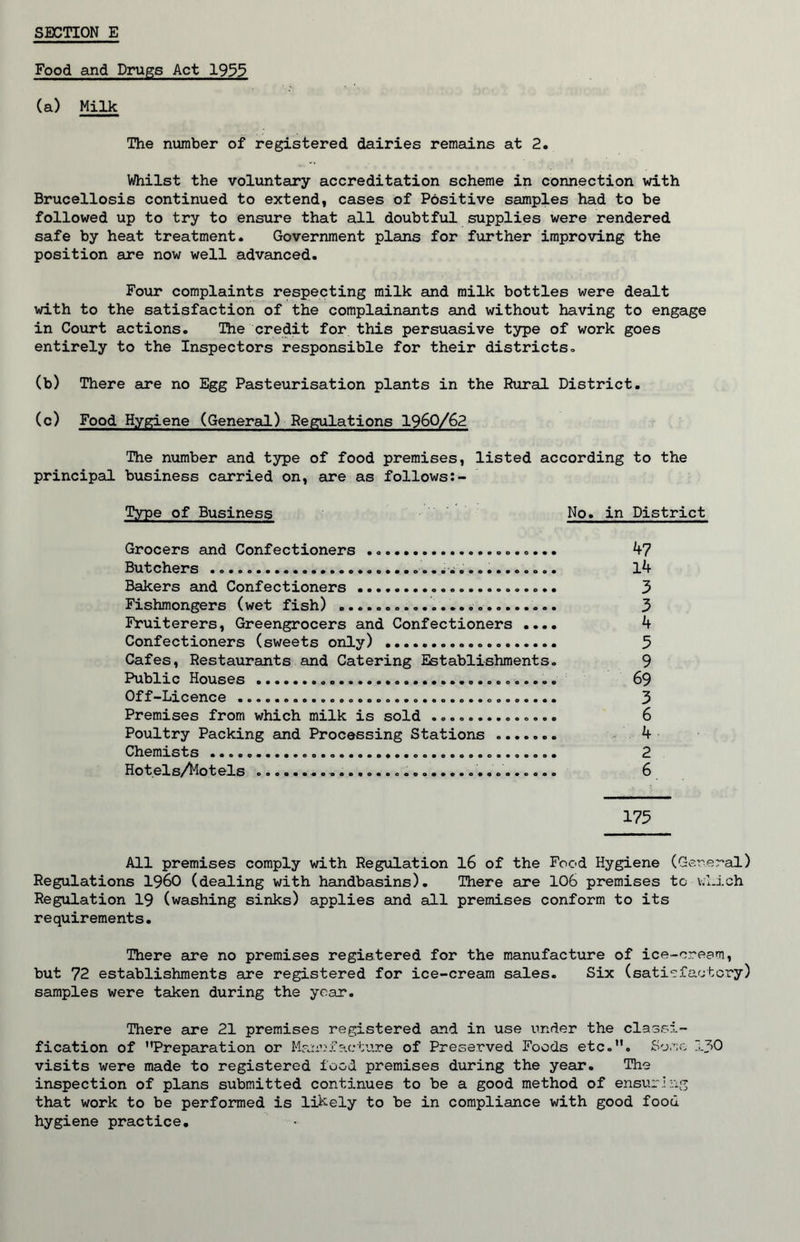 SECTION E
Food and Drugs Act 1955
(a) Milk
The number of registered dairies remains at 2.
Whilst the voluntary accreditation scheme in connection with
Brucellosis continued to extend, cases of Positive samples had to be
followed up to try to ensure that all doubtful supplies were rendered
safe by heat treatment. Government plans for further improving the
position are now well advanced.
Four complaints respecting milk and milk bottles were dealt
with to the satisfaction of the complainants and without having to engage
in Court actions. The credit for this persuasive type of work goes
entirely to the Inspectors responsible for their districts.
(b) There are no Egg Pasteurisation plants in the Rural District.
(c) Food Hygiene (General) Regulations 1960/62
The number and type of food premises, listed according to the
principal business carried on, are as follows:-
Type of Business No. in District
Grocers and Confectioners ..................... 47
Butchers ...................................... 14
Bakers and Confectioners ...................... 3
Fishmongers (wet fish) ........................ 3
Fruiterers, Greengrocers and Confectioners .... 4
Confectioners (sweets only) ................... 5
Cafes, Restaurants and Catering Establishments. 9
Public Houses ................................. 69
Off-Licence ................................... 3
Premises from which milk is sold .............. 6
Poultry Packing and Processing Stations ....... 4
Chemists ...................................... 2
Hotels/Motels ................................. 6
175
All premises comply with Regulation 16 of the Food Hygiene (General)
Regulations 1960 (dealing with handbasins). There are 106 premises to which
Regulation 19 (washing sinks) applies and all premises conform to its
requirements.
There are no premises registered for the manufacture of ice-cream,
but 72 establishments are registered for ice-cream sales. Six (satisfactory)
samples were taken during the year.
There are 21 premises registered and in use under the classi-
fication of "Preparation or Manufacture of Preserved Foods etc.". Some 130
visits were made to registered food premises during the year. The
inspection of plans submitted continues to be a good method of ensuring
that work to be performed is likely to be in compliance with good food
hygiene practice.